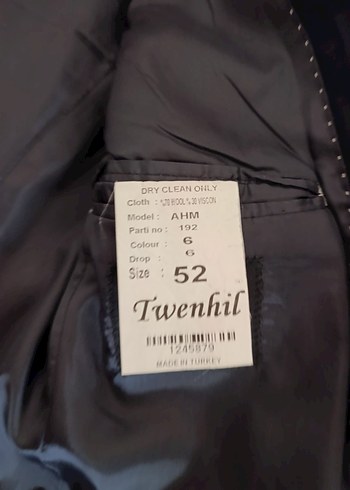 DRY CLEAN ONLY
Cloth :
Model : AHM
Parti no : 192
Colour : 6
Drop : 6
Size : 52
Twenhil
1245879
MADE IN TURKEY